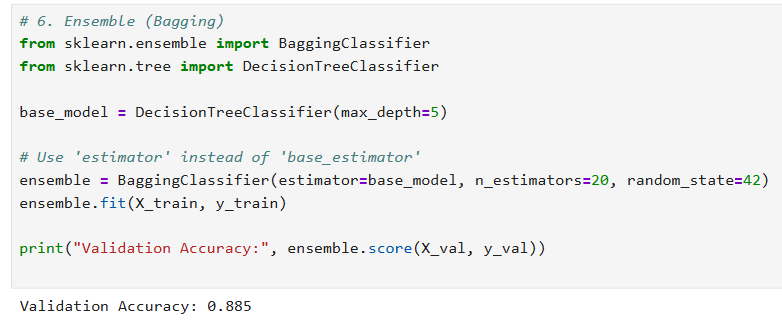 # 6. Ensemble (Bagging)
from sklearn.ensemble import BaggingClassifier
from sklearn.tree import DecisionTreeClassifier
base_model = DecisionTreeClassifier(max_depth=5)
# Use 'estimator' instead of 'base_estimator'
ensemble = BaggingClassifier(estimator=base_model, n_estimators=20, random_state=42)
ensemble.fit(X_train, y_train)
print("Validation Accuracy:", ensemble.score(X_val, y_val))
Validation Accuracy: 0.885